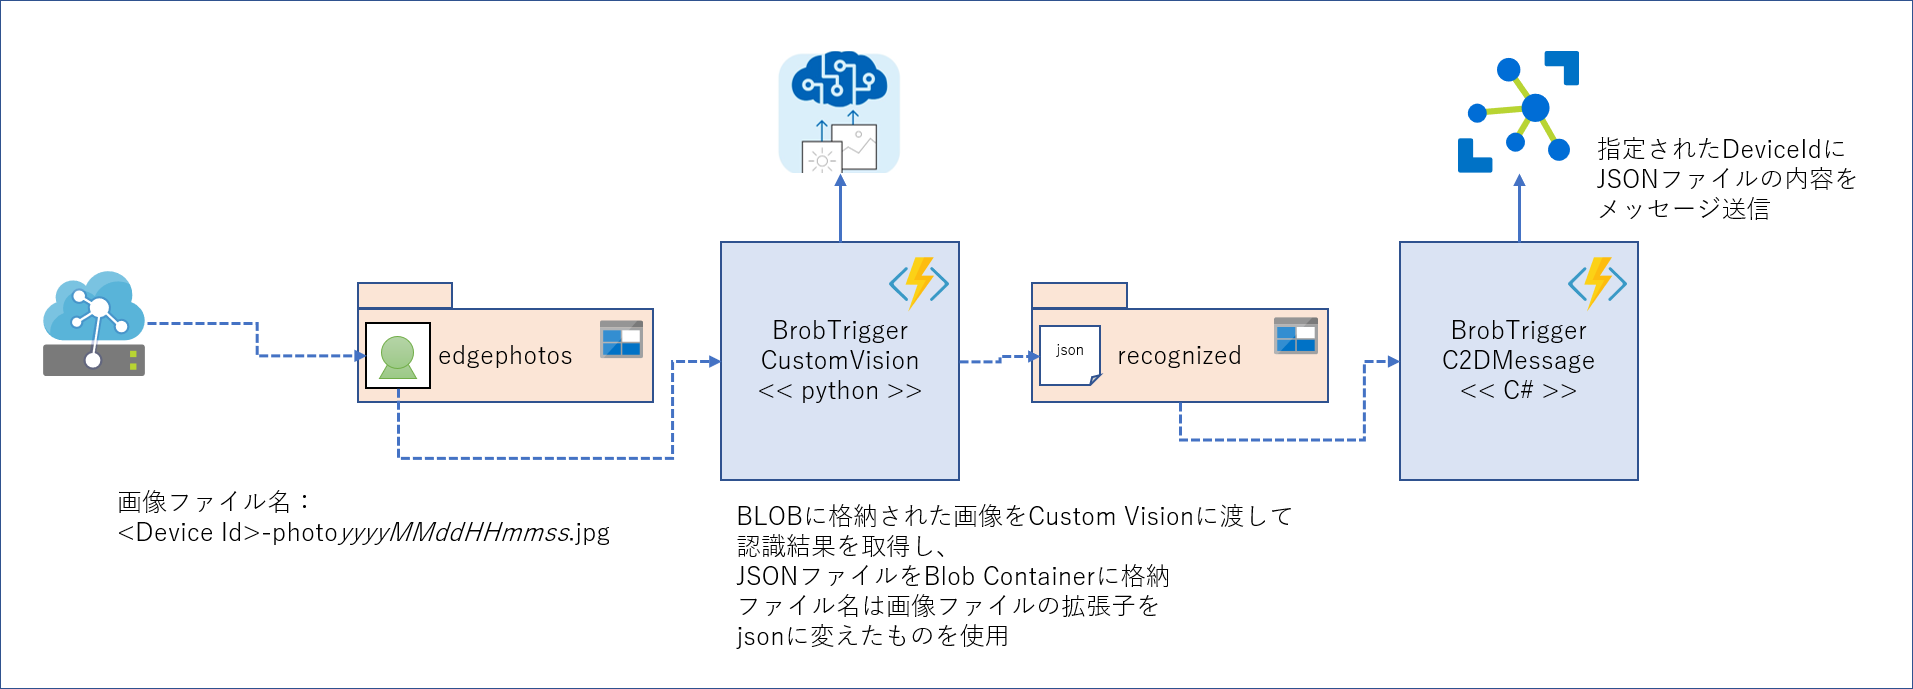 指定されたDeviceIdに
JSONファイルの内容を
メッセージ送信
edgephotos
BrobTrigger
CustomVision
<< python >>
json
recognized
BrobTrigger
C2DMessage
<< C# >>
画像ファイル名：
<Device Id>-photoyyyyMMddHHmmss.jpg
BLOBに格納された画像をCustom Visionに渡して
認識結果を取得し、
JSONファイルをBlob Containerに格納
ファイル名は画像ファイルの拡張子を
jsonに変えたものを使用